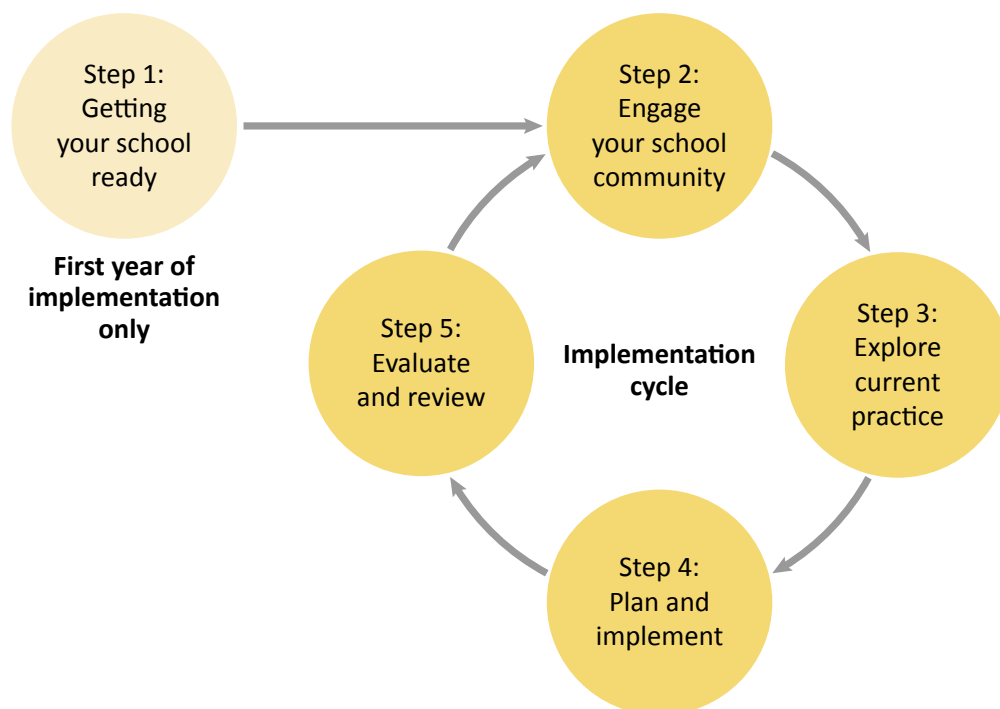 Step 1:
Getting
your school
ready
First year of
implementation
only
Step 2:
Engage
your school
community
Step 3:
Explore
current
practice
Step 4:
Plan and
implement
Step 5:
Evaluate
and review
Implementation
cycle